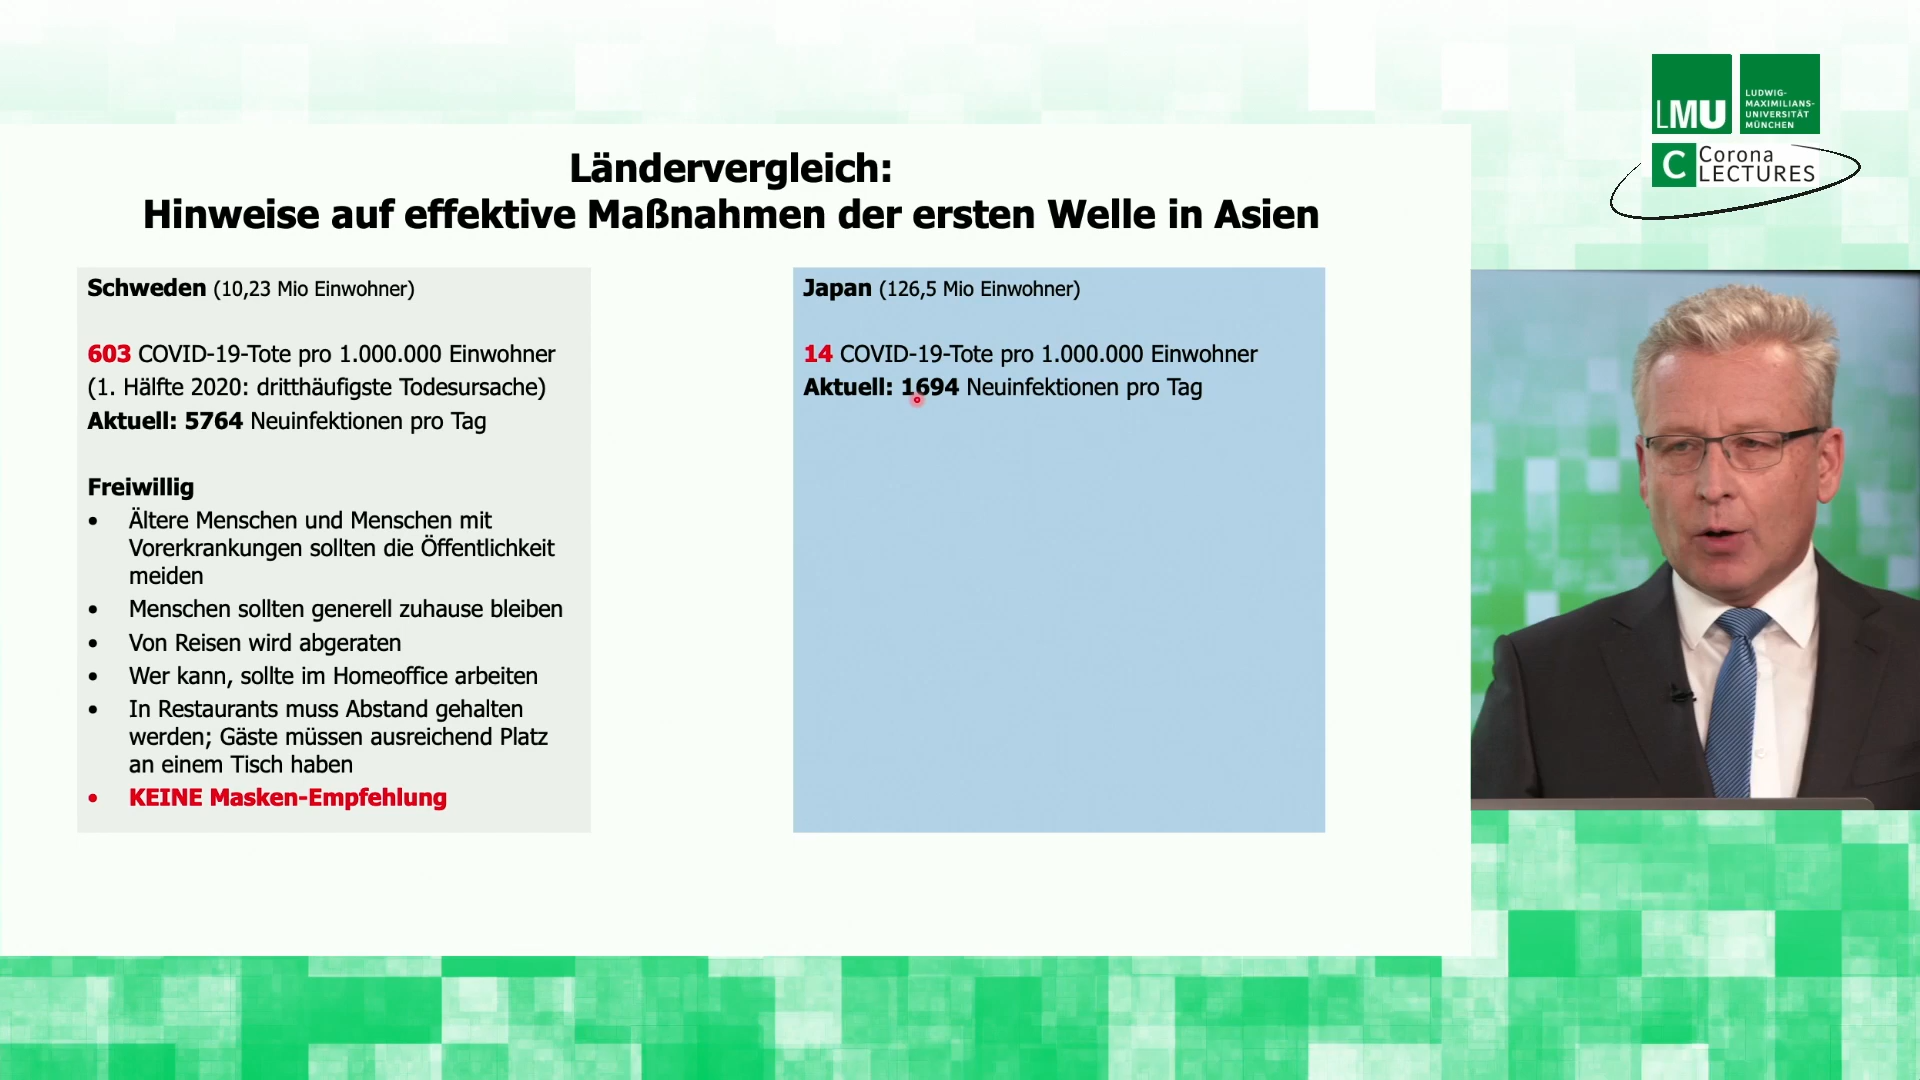 LMU
LUDWIG-
MAXIMILIANS-
UNIVERSITÄT
MÜNCHEN
C Corona
LECTURES
Ländervergleich:
Hinweise auf effektive Maßnahmen der ersten Welle in Asien
Schweden (10,23 Mio Einwohner)
603 COVID-19-Tote pro 1.000.000 Einwohner
(1. Hälfte 2020: dritthäufigste Todesursache)
Aktuell: 5764 Neuinfektionen pro Tag
Freiwillig
• Ältere Menschen und Menschen mit
Vorerkrankungen sollten die Öffentlichkeit
meiden
• Menschen sollten generell zuhause bleiben
• Von Reisen wird abgeraten
• Wer kann, sollte im Homeoffice arbeiten
• In Restaurants muss Abstand gehalten
werden; Gäste müssen ausreichend Platz
an einem Tisch haben
• KEINE Masken-Empfehlung
Japan (126,5 Mio Einwohner)
14 COVID-19-Tote pro 1.000.000 Einwohner
Aktuell: 1694 Neuinfektionen pro Tag